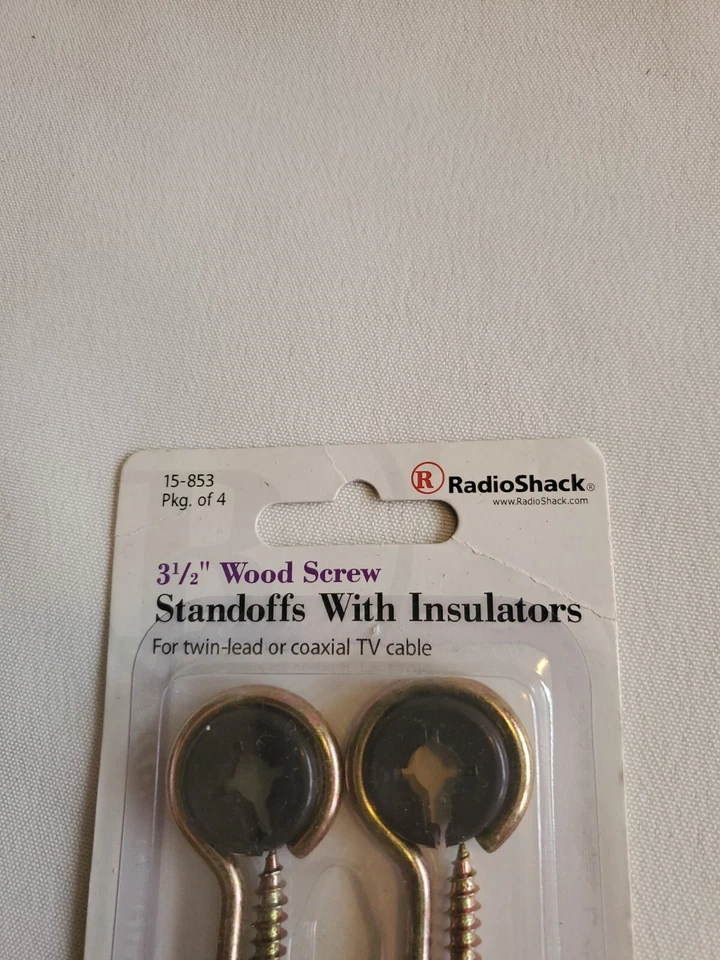 15-853
Pkg. of 4
R RadioShack®
www.RadioShack.com
3½" Wood Screw
Standoffs With Insulators
For twin-lead or coaxial TV cable